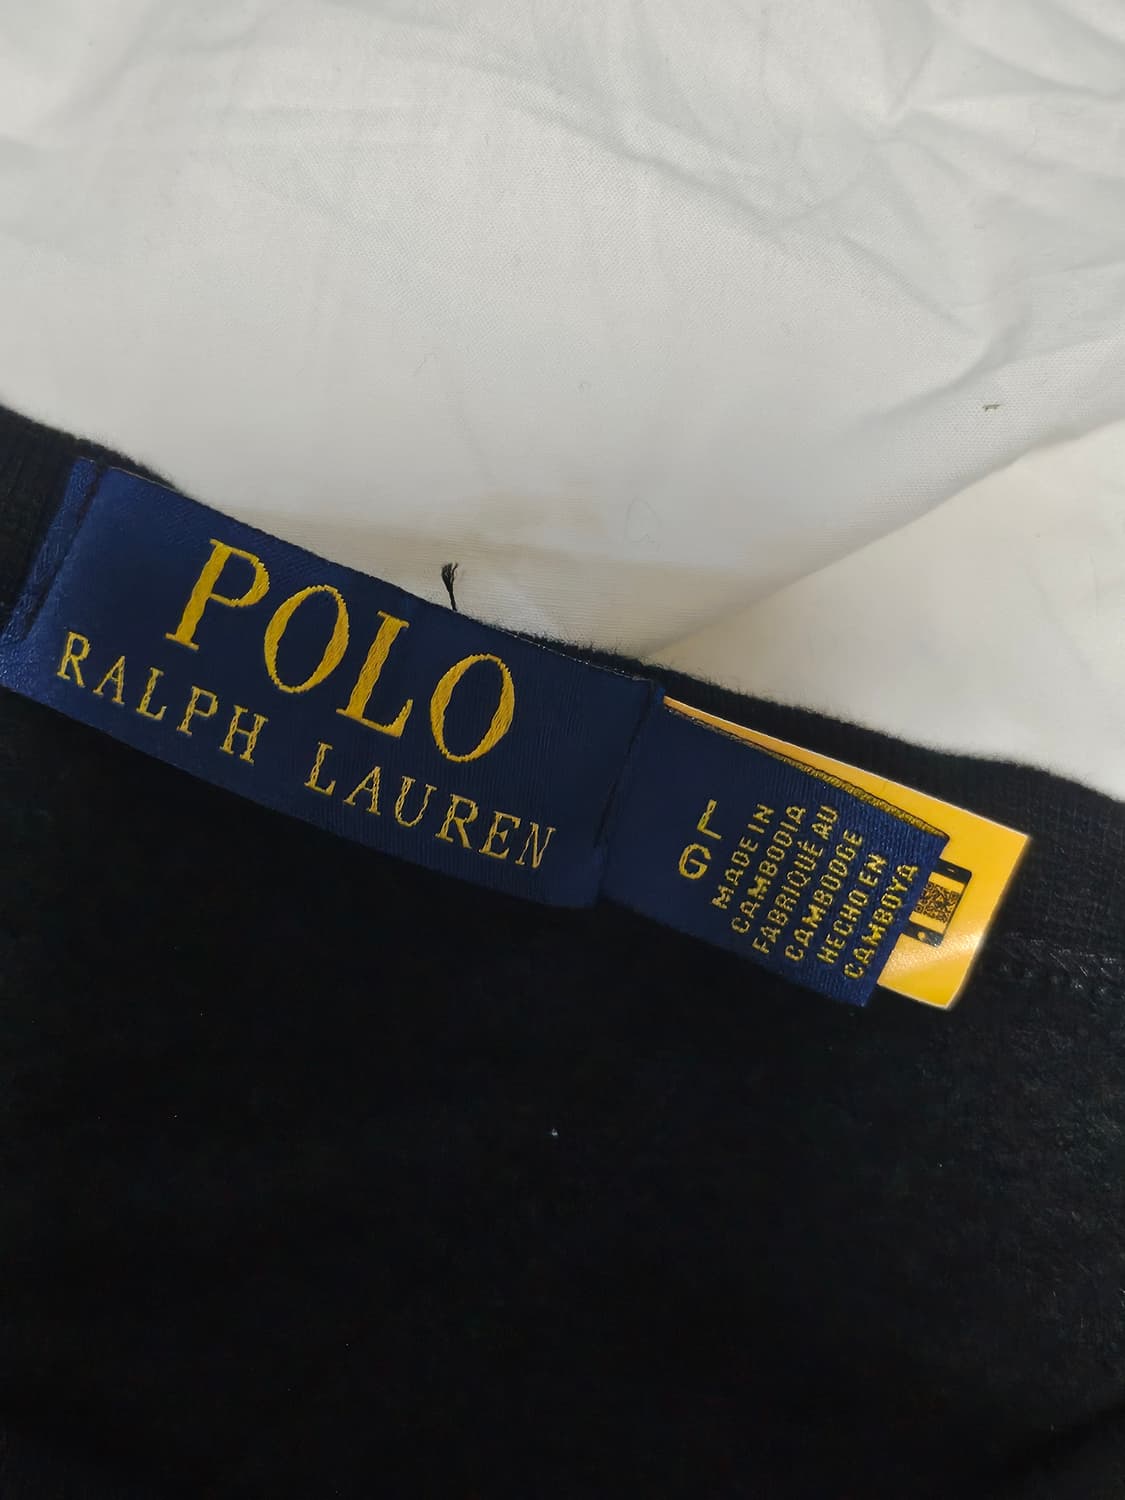 POLO
RALPH LAUREN
L
G
MADE IN
CAMBODIA
FABRIQUÉ AU
CAMBODGE
HECHO EN
CAMBOYA